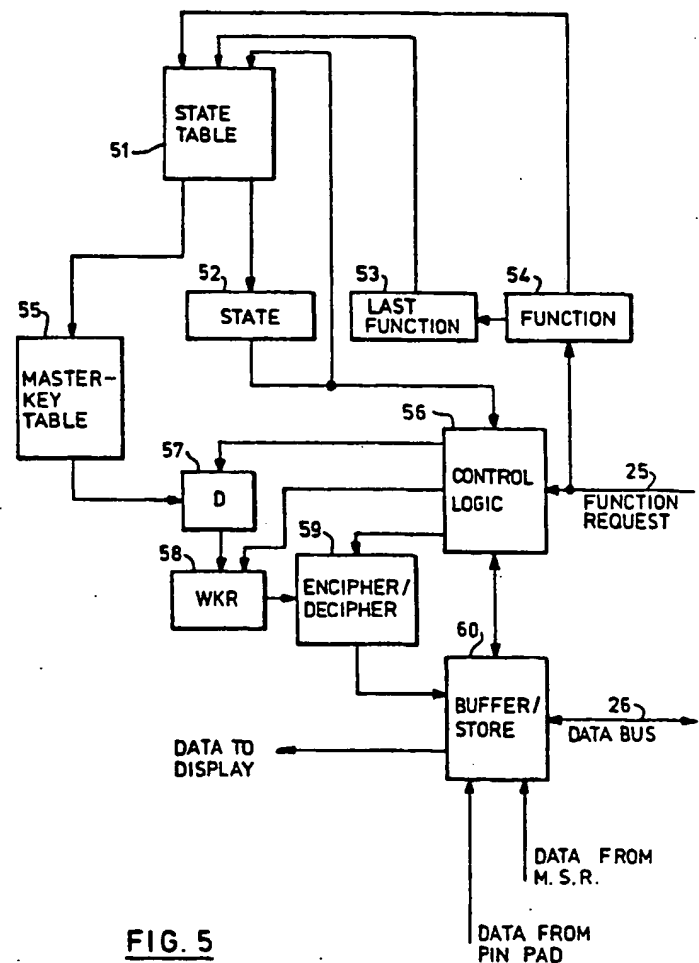 STATE
TABLE
51
52
STATE
53
LAST
FUNCTION
54
FUNCTION
55
MASTER-
KEY
TABLE
56
CONTROL
LOGIC
25
FUNCTION
REQUEST
57
D
58
WKR
59
ENCIPHER/
DECIPHER
60
BUFFER/
STORE
26
DATA BUS
DATA TO
DISPLAY
DATA FROM
M. S. R.
DATA FROM
PIN PAD
FIG. 5